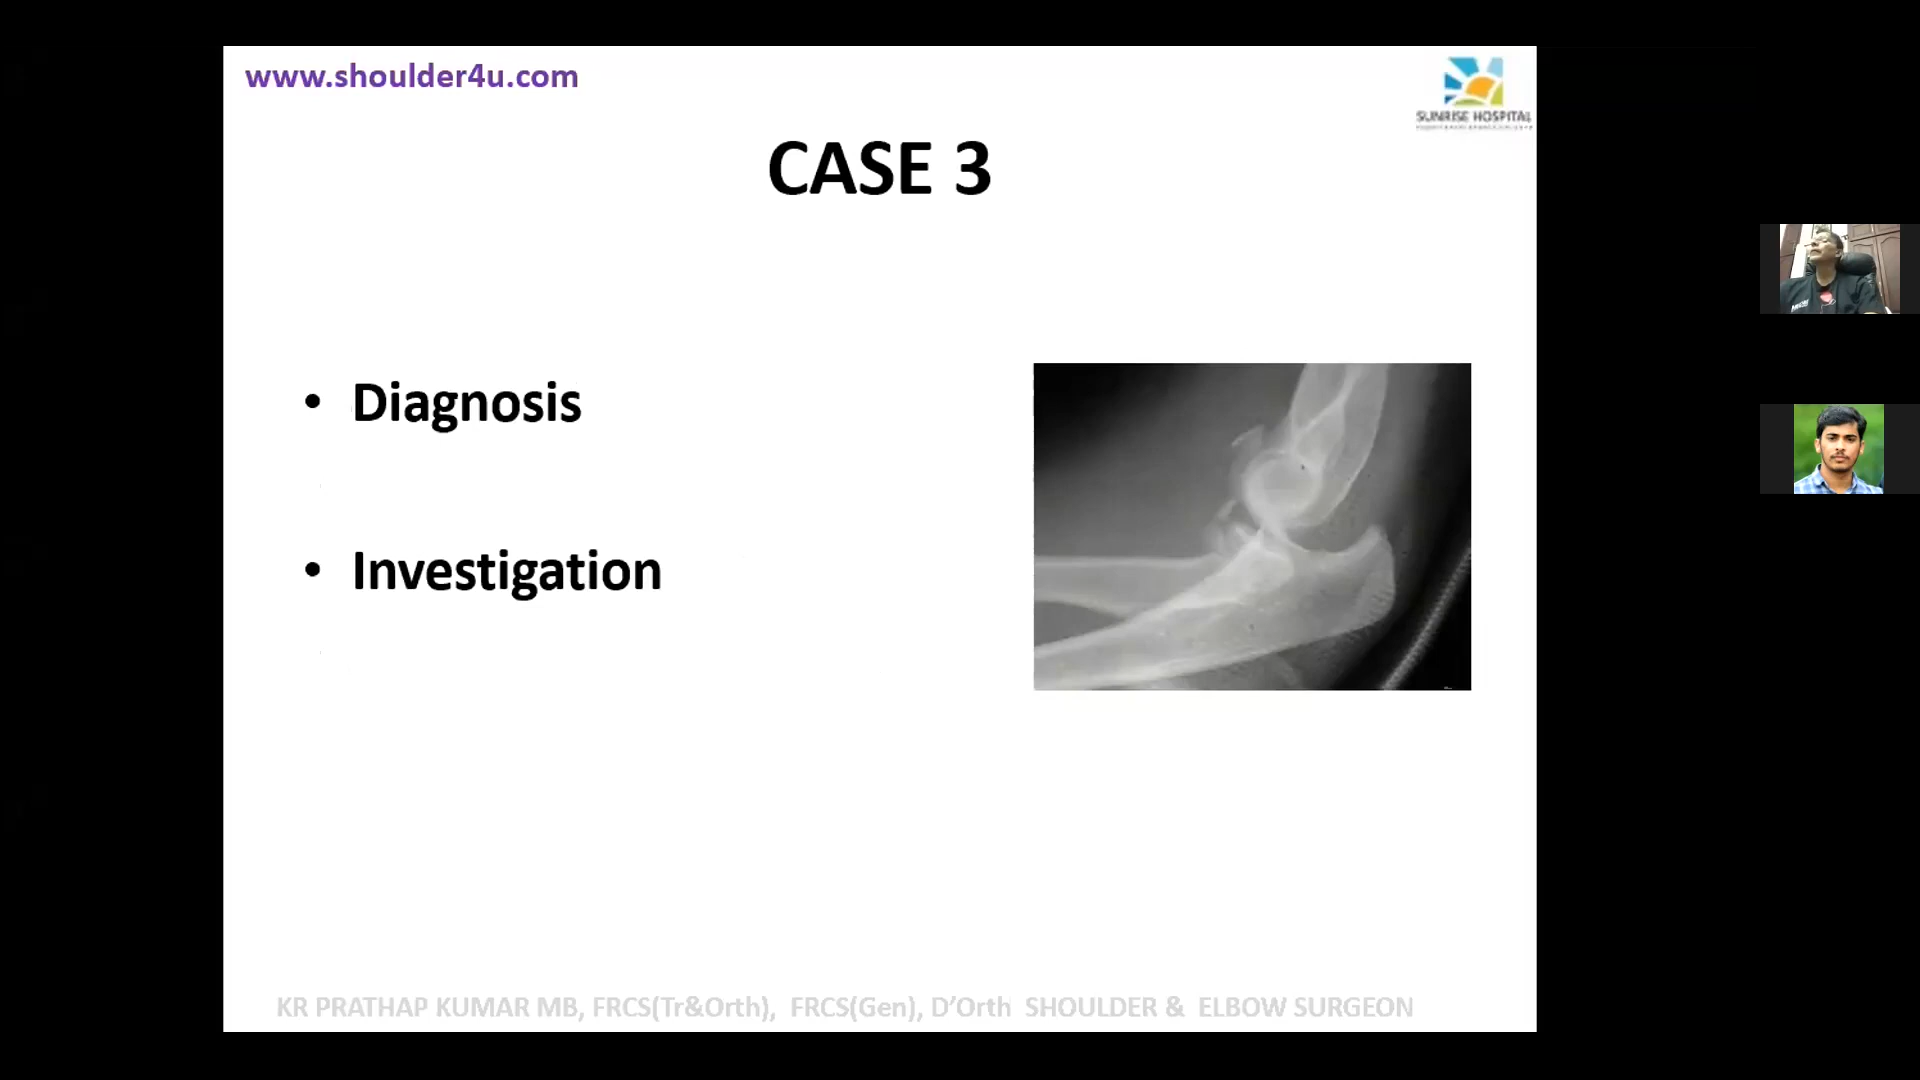 www.shoulder4u.com
SUNRISE HOSPITAL
CASE 3
• Diagnosis
• Investigation
KR PRATHAP KUMAR MB, FRCS(Tr&Orth), FRCS(Gen), D’Orth SHOULDER & ELBOW SURGEON